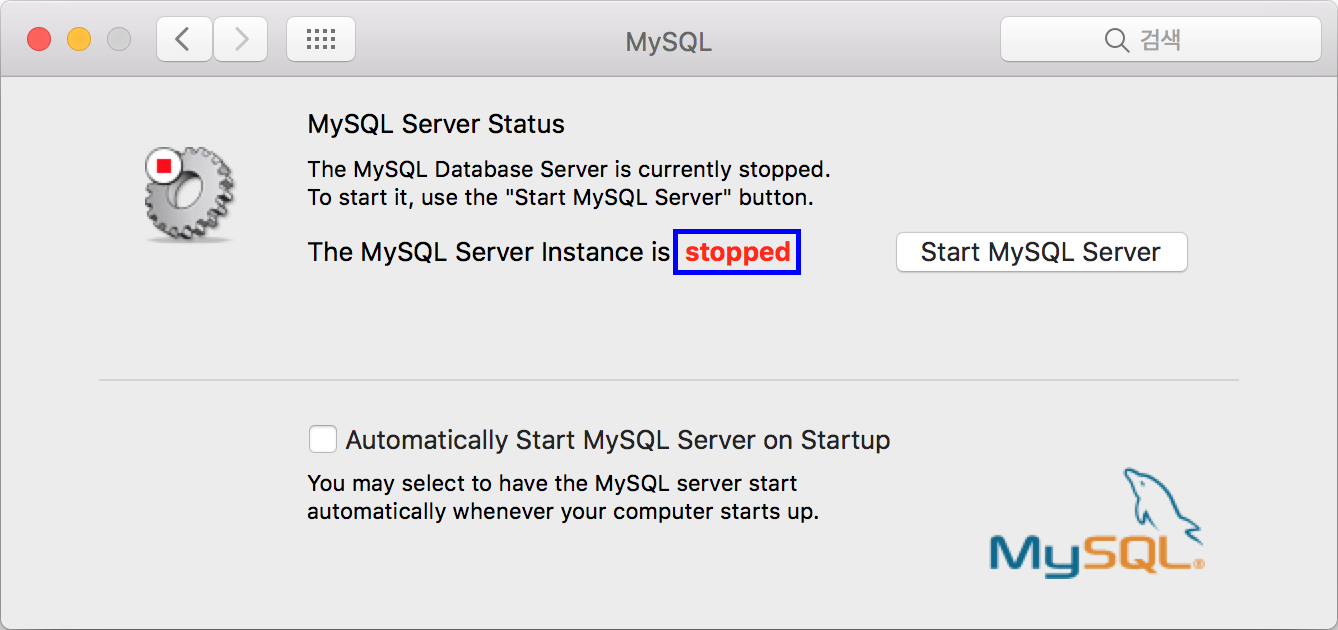 MySQL
검색
MySQL Server Status
The MySQL Database Server is currently stopped.
To start it, use the "Start MySQL Server" button.
The MySQL Server Instance is stopped
Start MySQL Server
Automatically Start MySQL Server on Startup
You may select to have the MySQL server start
automatically whenever your computer starts up.
MySQL®